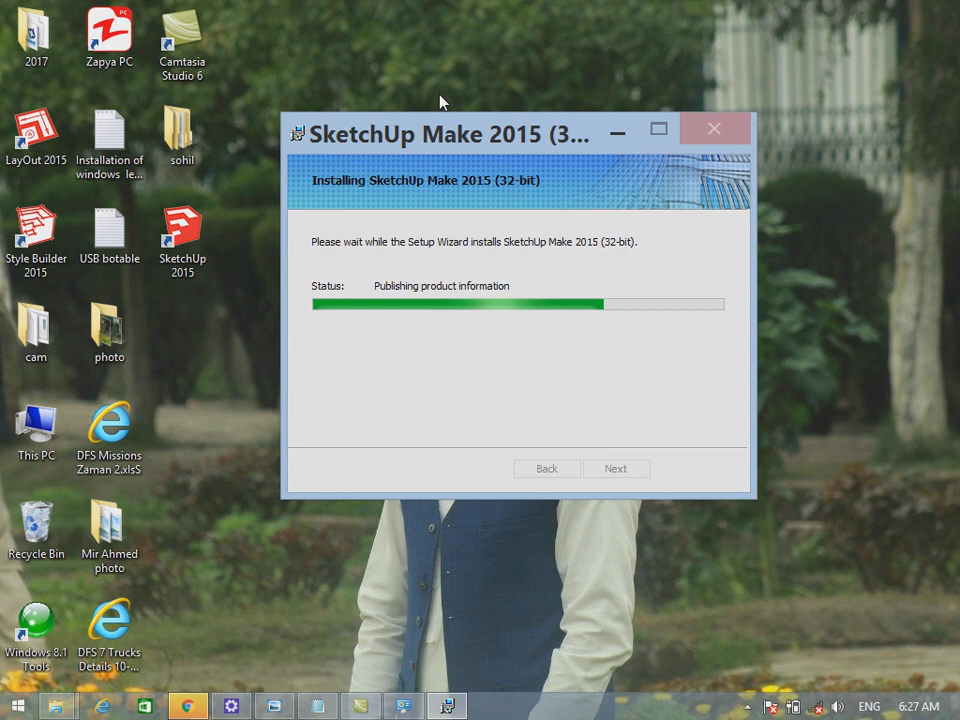 2017
Zapya PC
Camtasia
Studio 6
LayOut 2015
Installation of
windows le...
sohil
Style Builder
2015
USB botable
SketchUp
2015
cam
photo
This PC
DFS Missions
Zaman 2.xlsS
Recycle Bin
Mir Ahmed
photo
Windows 8.1
Tools
DFS 7 Trucks
Details 10-...
SketchUp Make 2015 (3...
Installing SketchUp Make 2015 (32-bit)
Please wait while the Setup Wizard installs SketchUp Make 2015 (32-bit).
Status: Publishing product information
Back Next
ENG 6:27 AM